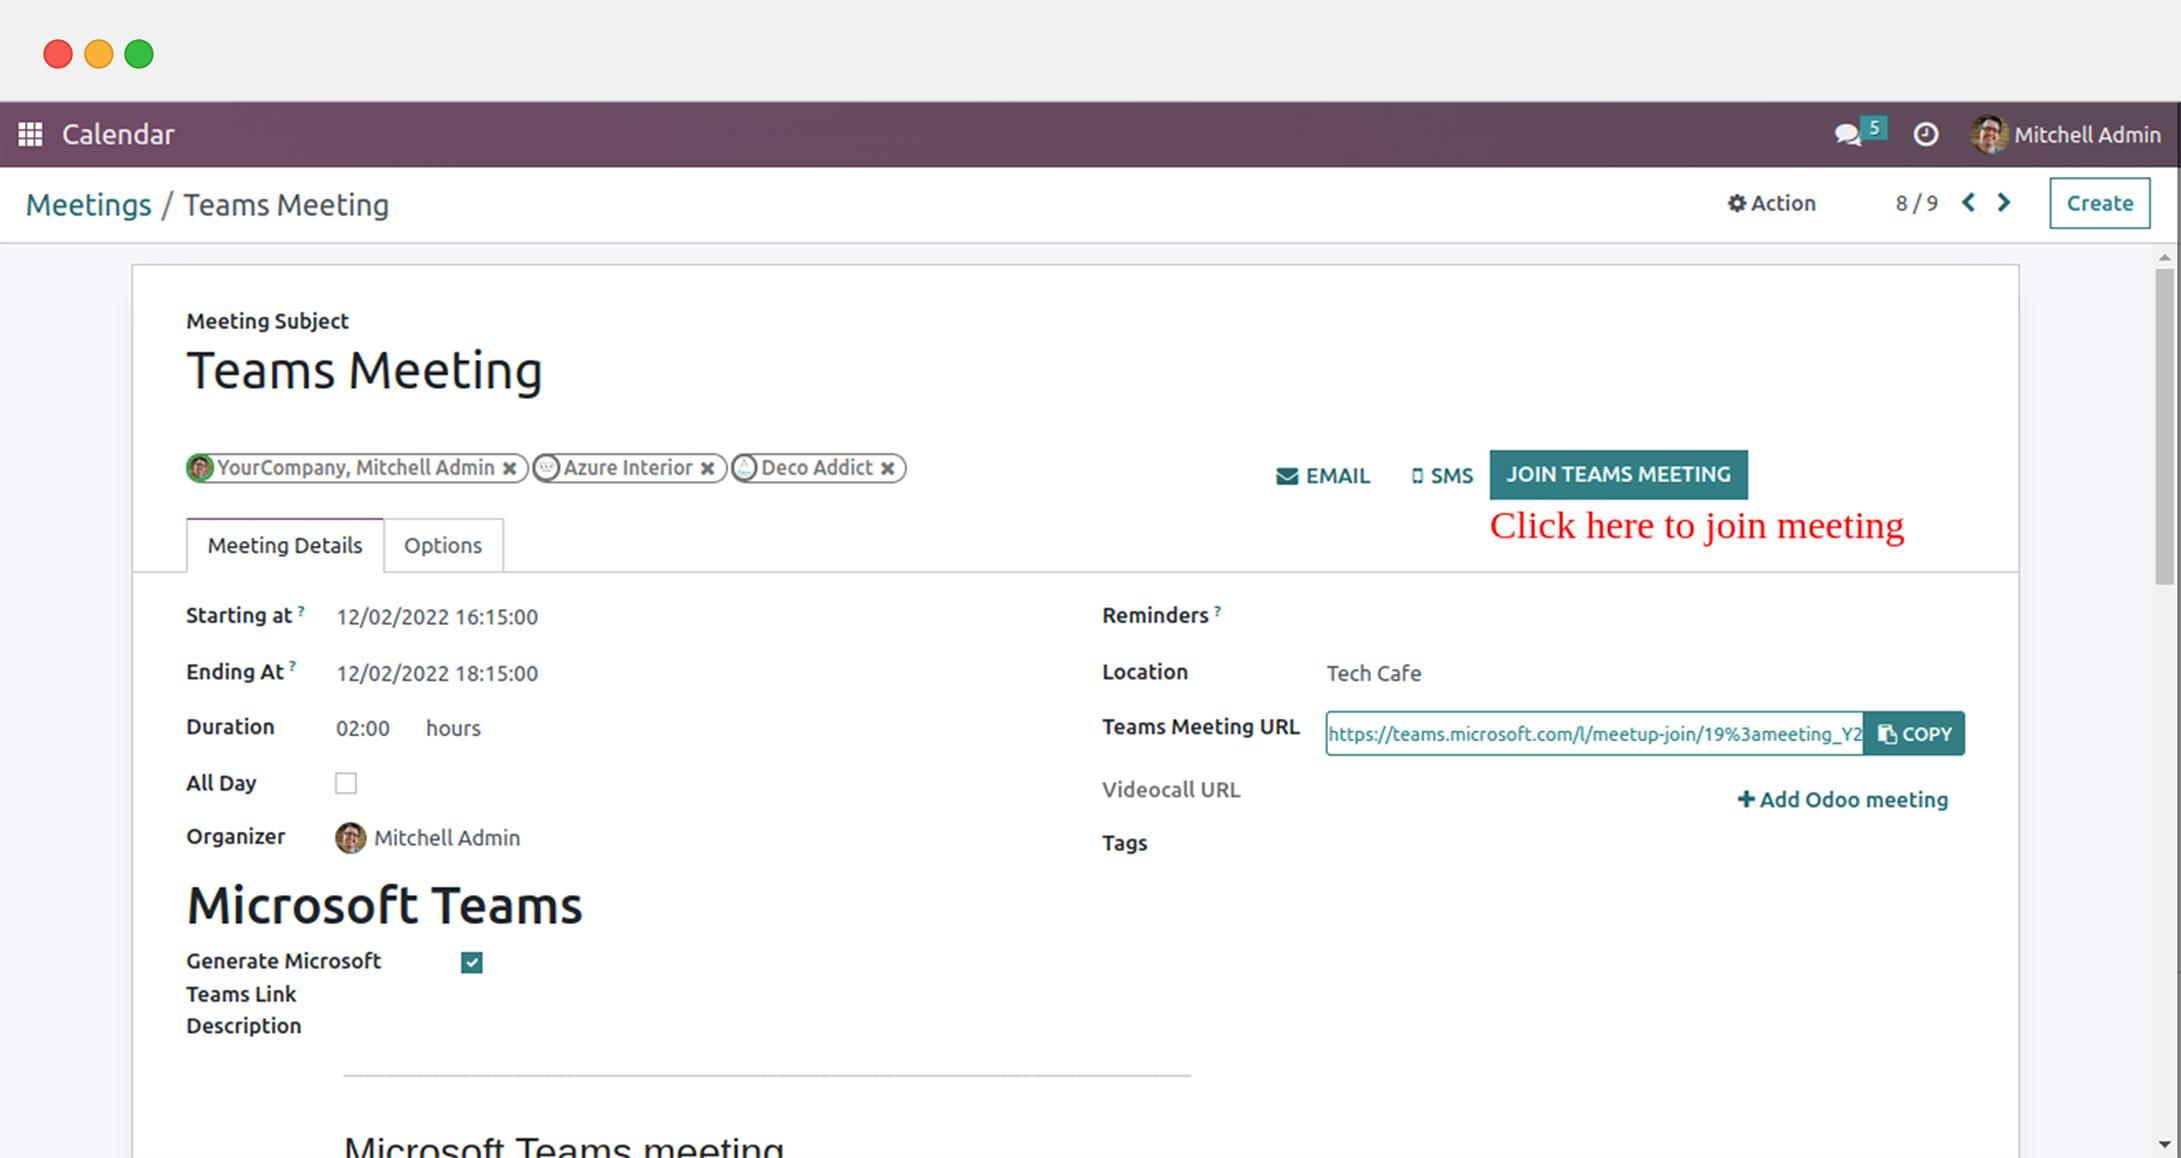 Calendar
5
Mitchell Admin
Meetings / Teams Meeting
Action
8 / 9
Create
Meeting Subject
Teams Meeting
YourCompany, Mitchell Admin
Azure Interior
Deco Addict
EMAIL
SMS
JOIN TEAMS MEETING
Click here to join meeting
Meeting Details
Options
Starting at ?
12/02/2022 16:15:00
Ending At ?
12/02/2022 18:15:00
Duration
02:00 hours
All Day
Organizer
Mitchell Admin
Reminders ?
Location
Tech Cafe
Teams Meeting URL
https://teams.microsoft.com/l/meetup-join/19%3ameeting_Y2
COPY
Videocall URL
+ Add Odoo meeting
Tags
Microsoft Teams
Generate Microsoft
Teams Link
Description
Microsoft Teams meeting